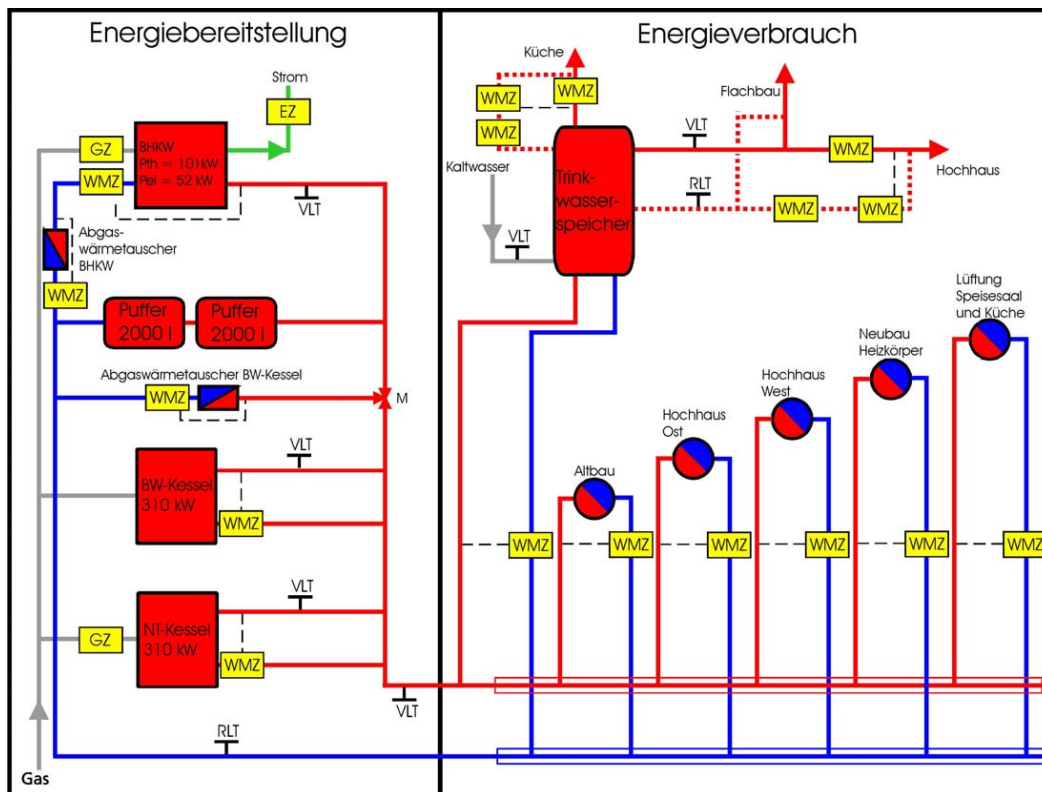 Energiebereitstellung
Strom
EZ
GZ
BHKW
Pth = 101kW
Pel = 52 kW
WMZ
VLT
Abgas-
wärmetauscher
BHKW
WMZ
Puffer
2000 l
Puffer
2000 l
Abgaswärmetauscher BW-Kessel
WMZ
M
VLT
BW-Kessel
310 kW
WMZ
VLT
NT-Kessel
310 kW
GZ
WMZ
VLT
RLT
Gas
Energieverbrauch
Küche
WMZ
WMZ
WMZ
Flachbau
VLT
WMZ
Hochhaus
Kaltwasser
Trink-
wasser-
speicher
RLT
WMZ
WMZ
VLT
Lüftung
Speisesaal
und Küche
Neubau
Heizkörper
Hochhaus
West
Hochhaus
Ost
Altbau
WMZ
WMZ
WMZ
WMZ
WMZ
WMZ